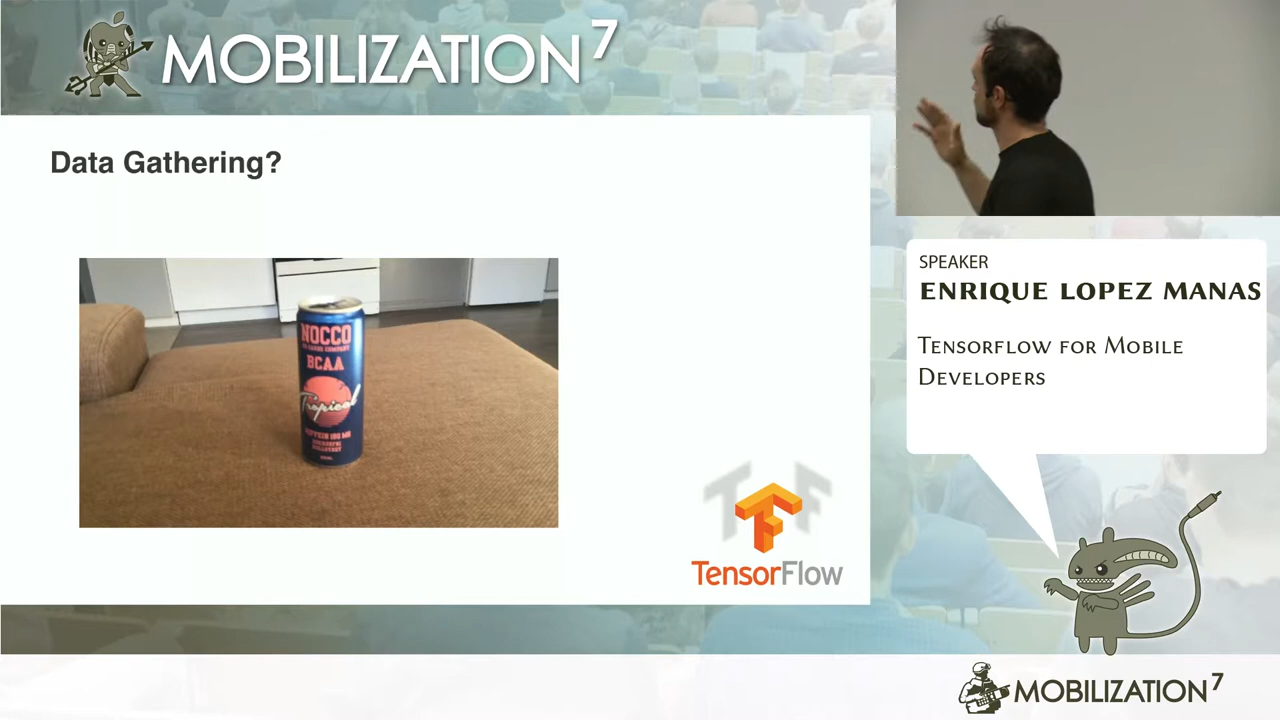 MOBILIZATION 7
Data Gathering?
NOCCO
BCAA
Tropical
TensorFlow
SPEAKER
ENRIQUE LOPEZ MANAS
TENSORFLOW FOR MOBILE
DEVELOPERS
MOBILIZATION 7